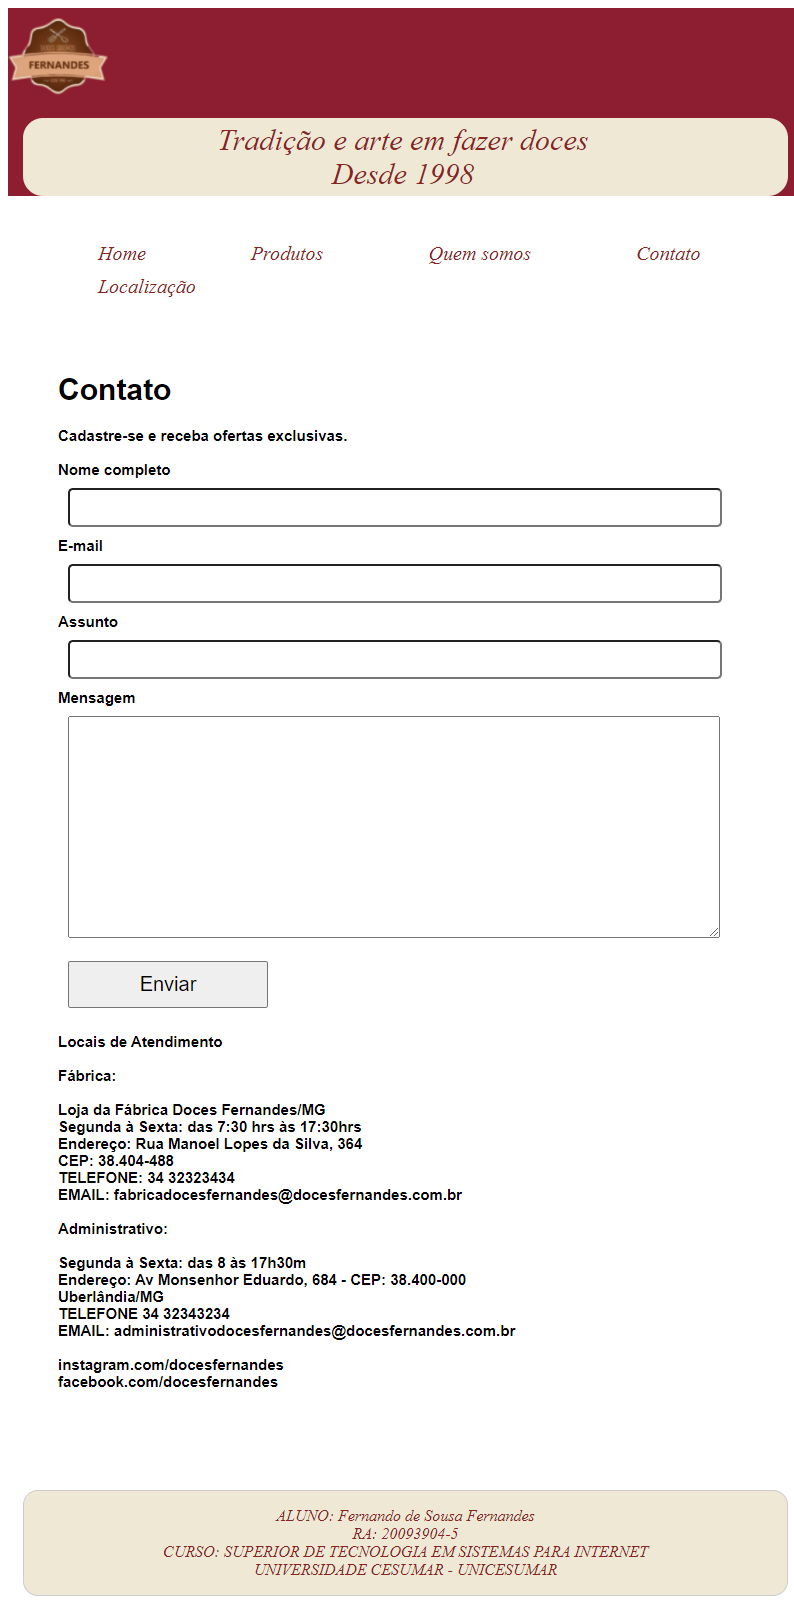 FERNANDES
Tradição e arte em fazer doces
Desde 1998
Home Produtos Quem somos Contato
Localização
Contato
Cadastre-se e receba ofertas exclusivas.
Nome completo
E-mail
Assunto
Mensagem
Enviar
Locais de Atendimento
Fábrica:
Loja da Fábrica Doces Fernandes/MG
Segunda à Sexta: das 7:30 hrs às 17:30hrs
Endereço: Rua Manoel Lopes da Silva, 364
CEP: 38.404-488
TELEFONE: 34 32323434
EMAIL: fabricadocesfernandes@docesfernandes.com.br
Administrativo:
Segunda à Sexta: das 8 às 17h30m
Endereço: Av Monsenhor Eduardo, 684 - CEP: 38.400-000
Uberlândia/MG
TELEFONE 34 32343234
EMAIL: administrativodocesfernandes@docesfernandes.com.br
instagram.com/docesfernandes
facebook.com/docesfernandes
ALUNO: Fernando de Sousa Fernandes
RA: 20093904-5
CURSO: SUPERIOR DE TECNOLOGIA EM SISTEMAS PARA INTERNET
UNIVERSIDADE CESUMAR - UNICESUMAR